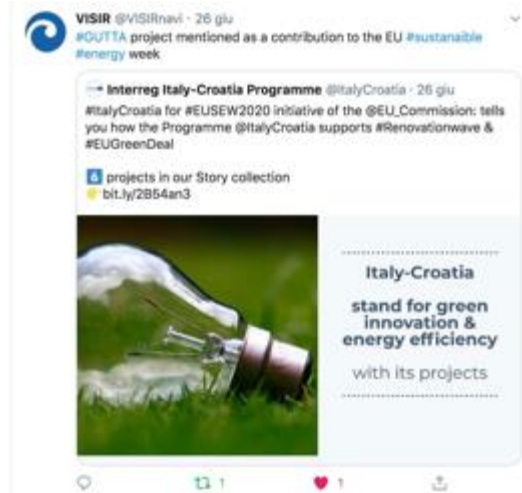 VISIR @VISIRnavi · 26 giu
#GUTTA project mentioned as a contribution to the EU #sustanaible
#energy week
Interreg Italy-Croatia Programme @ItalyCroatia · 26 giu
#ItalyCroatia for #EUSEW2020 initiative of the @EU_Commission: tells
you how the Programme @ItalyCroatia supports #Renovationwave &
#EUGreenDeal
6 projects in our Story collection
bit.ly/2B54an3
Italy-Croatia
stand for green
innovation &
energy efficiency
with its projects
1 1